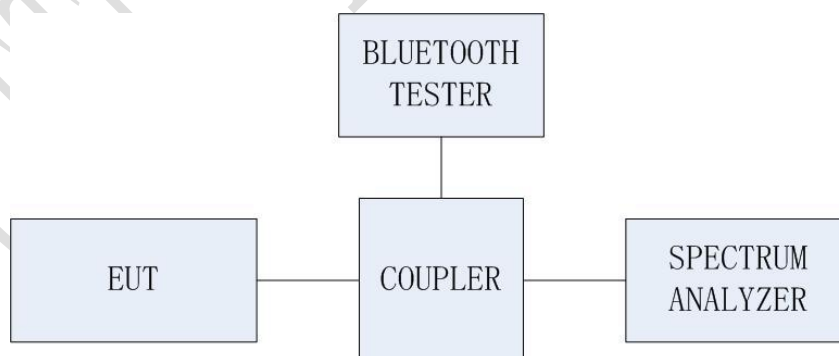 BLUETOOTH
TESTER
EUT
COUPLER
SPECTRUM
ANALYZER